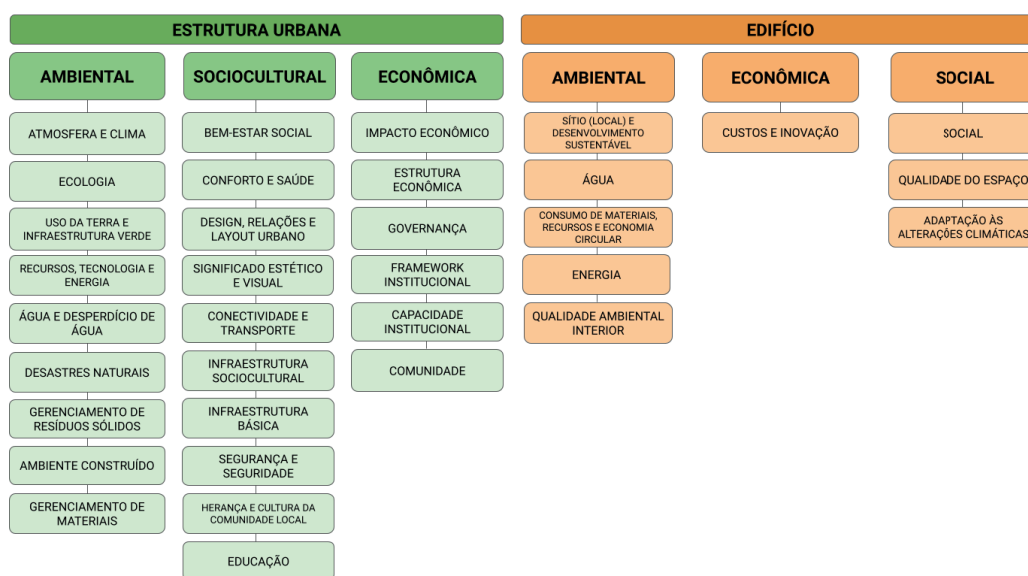 ESTRUTURA URBANA
AMBIENTAL
ATMOSFERA E CLIMA
ECOLOGIA
USO DA TERRA E
INFRAESTRUTURA VERDE
RECURSOS, TECNOLOGIA E
ENERGIA
ÁGUA E DESPERDÍCIO DE
ÁGUA
DESASTRES NATURAIS
GERENCIAMENTO DE
RESÍDUOS SÓLIDOS
AMBIENTE CONSTRUÍDO
GERENCIAMENTO DE
MATERIAIS
SOCIOCULTURAL
BEM-ESTAR SOCIAL
CONFORTO E SAÚDE
DESIGN, RELAÇÕES E
LAYOUT URBANO
SIGNIFICADO ESTÉTICO
E VISUAL
CONECTIVIDADE E
TRANSPORTE
INFRAESTRUTURA
SOCIOCULTURAL
INFRAESTRUTURA
BÁSICA
SEGURANÇA E
SEGURIDADE
HERANÇA E CULTURA DA
COMUNIDADE LOCAL
EDUCAÇÃO
ECONÔMICA
IMPACTO ECONÔMICO
ESTRUTURA
ECONÔMICA
GOVERNANÇA
FRAMEWORK
INSTITUCIONAL
CAPACIDADE
INSTITUCIONAL
COMUNIDADE
EDIFÍCIO
AMBIENTAL
SÍTIO (LOCAL) E
DESENVOLVIMENTO
SUSTENTÁVEL
ÁGUA
CONSUMO DE MATERIAIS,
RECURSOS E ECONOMIA
CIRCULAR
ENERGIA
QUALIDADE AMBIENTAL
INTERIOR
ECONÔMICA
CUSTOS E INOVAÇÃO
SOCIAL
SOCIAL
QUALIDADE DO ESPAÇO
ADAPTAÇÃO ÀS
ALTERAÇÕES CLIMÁTICAS